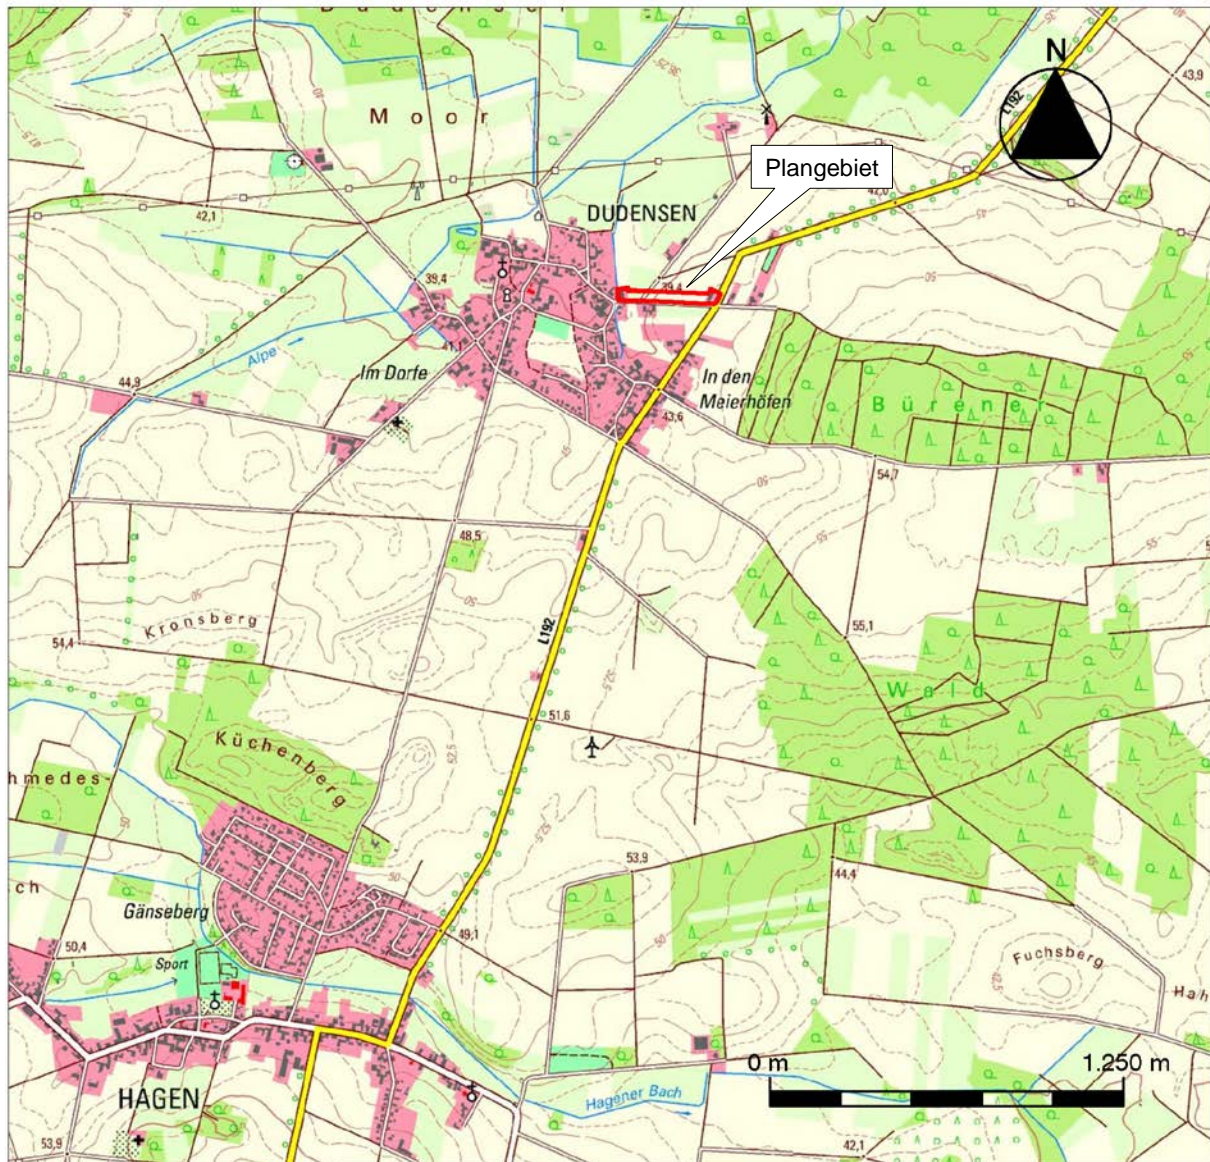 Dudenser
Moor
L192
N
43,9
Plangebiet
42,1
42,0
DUDENSEN
39,4
39,4
Alpe
Im Dorfe
44,9
In den
Meierhöfen
43,6
Bürener
54,7
48,5
Kronsberg
L192
54,4
55,1
Wald
51,6
Küchenberg
hmedes-
53,9
44,4
ch
Gänseberg
49,1
50,4
Sport
Fuchsberg
Hah
0 m
1.250 m
HAGEN
Hagener Bach
53,9
42,1